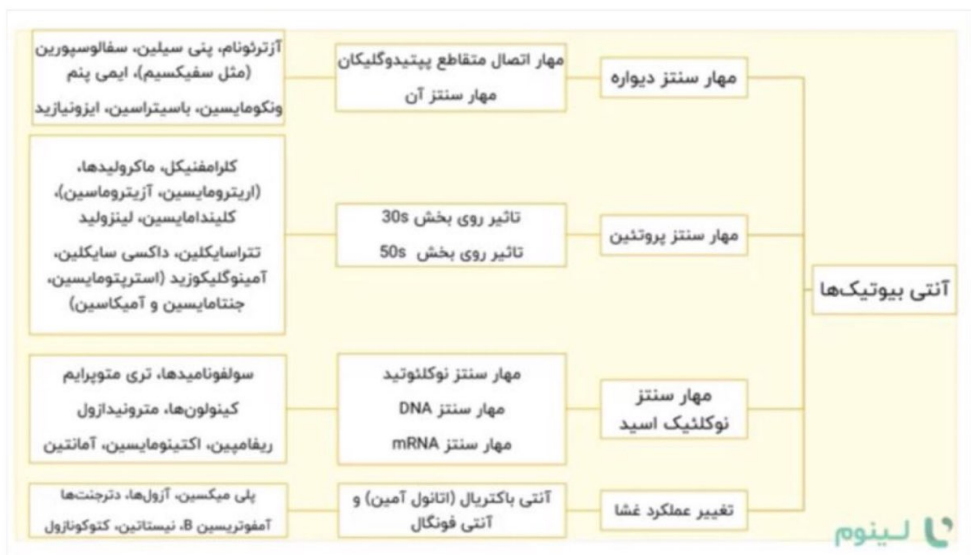 آنتی بیوتیک‌ها
مهار سنتز دیواره
مهار اتصال متقاطع پپتیدوگلیکان
مهار سنتز آن
آزترئونام، پنی سیلین، سفالوسپورین
(مثل سفیکسیم)، ایمی پنم
ونکومایسین، باسیتراسین، ایزونیازید
مهار سنتز پروتئین
تاثیر روی بخش 30s
تاثیر روی بخش 50s
کلرامفنیکل، ماکرولیدها،
(اریترومایسین، آزیتروماسین)،
کلیندامایسین، لینزولید
تتراسایکلین، داکسی سایکلین،
آمینوگلیکوزید (استرپتومایسین،
جنتامایسین و آمیکاسین)
مهار سنتز
نوکلئیک اسید
مهار سنتز نوکلئوتید
مهار سنتز DNA
مهار سنتز mRNA
سولفونامیدها، تری متوپرایم
کینولون‌ها، مترونیدازول
ریفامپین، اکتینومایسین، آمانتین
تغییر عملکرد غشا
آنتی باکتریال (اتانول آمین) و
آنتی فونگال
پلی میکسین، آزول‌ها، دترجنت‌ها
آمفوتریسین B، نیستاتین، کتوکونازول
لینوم